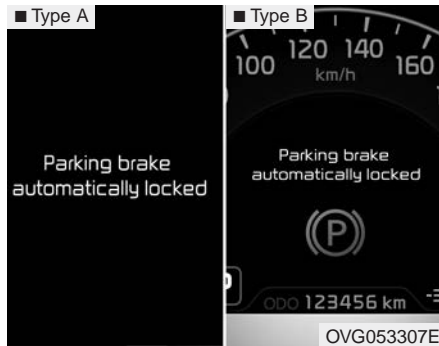 ■ Type A
Parking brake
automatically locked
■ Type B
100 120 140 160
km/h
Parking brake
automatically locked
(P)
ODO 123456 km
OVG053307E